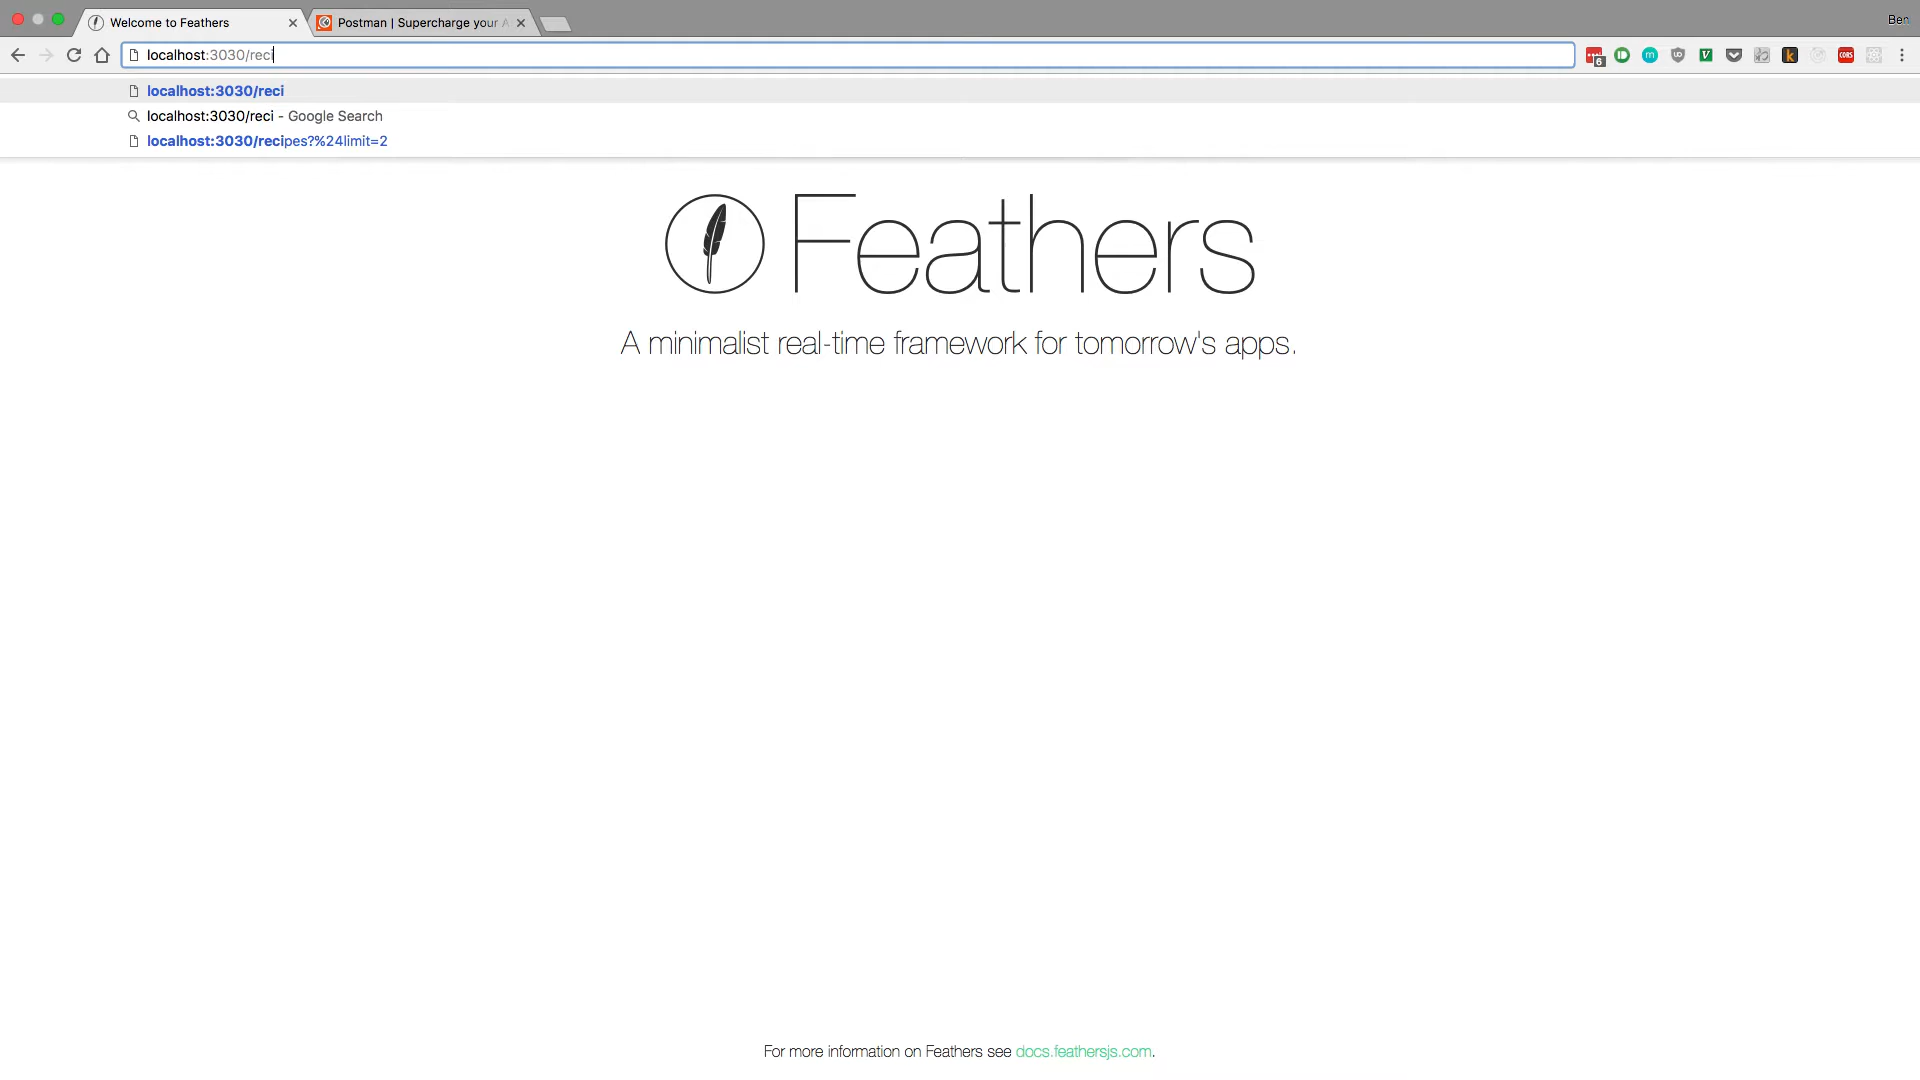 Welcome to Feathers
Postman | Supercharge your A
Ben
localhost:3030/reci
6
m
V
k
CORS
localhost:3030/reci
localhost:3030/reci - Google Search
localhost:3030/recipes?%24limit=2
Feathers
A minimalist real-time framework for tomorrow's apps.
For more information on Feathers see docs.feathersjs.com.